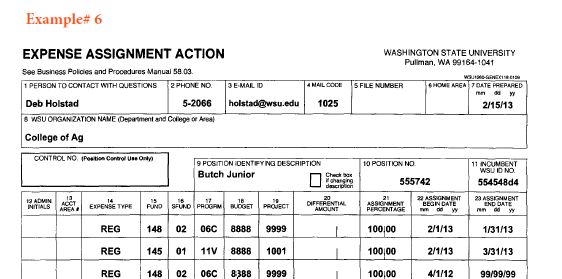 Example# 6
EXPENSE ASSIGNMENT ACTION
WASHINGTON STATE UNIVERSITY
Pullman, WA 99164-1041
See Business Policies and Procedures Manual 58.03.
1 PERSON TO CONTACT WITH QUESTIONS 2 PHONE NO. 3 E-MAIL ID 4 MAIL CODE 5 FILE NUMBER 6 HOME AREA 7 DATE PREPARED
mm dd yy
Deb Holstad 5-2066 holstad@wsu.edu 1025 2/15/13
8 WSU ORGANIZATION NAME (Department and College or Area)
College of Ag
CONTROL NO. (Position Control Use Only) 9 POSITION IDENTIFYING DESCRIPTION 10 POSITION NO. 11 INCUMBENT WSU ID NO.
Butch Junior Check box if changing description 555742 554548d4
12 ADMIN. INITIALS 13 ACCT AREA # 14 EXPENSE TYPE 15 FUND 16 SFUND 17 PROGRM 18 BUDGET 19 PROJECT 20 DIFFERENTIAL AMOUNT 21 ASSIGNMENT PERCENTAGE 22 ASSIGNMENT BEGIN DATE mm dd yy 23 ASSIGNMENT END DATE mm dd yy
REG 148 02 06C 8888 9999 100 00 2/1/13 1/31/13
REG 145 01 11V 8888 1001 100 00 2/1/13 3/31/13
REG 148 02 06C 8888 9999 100 00 4/1/12 99/99/99